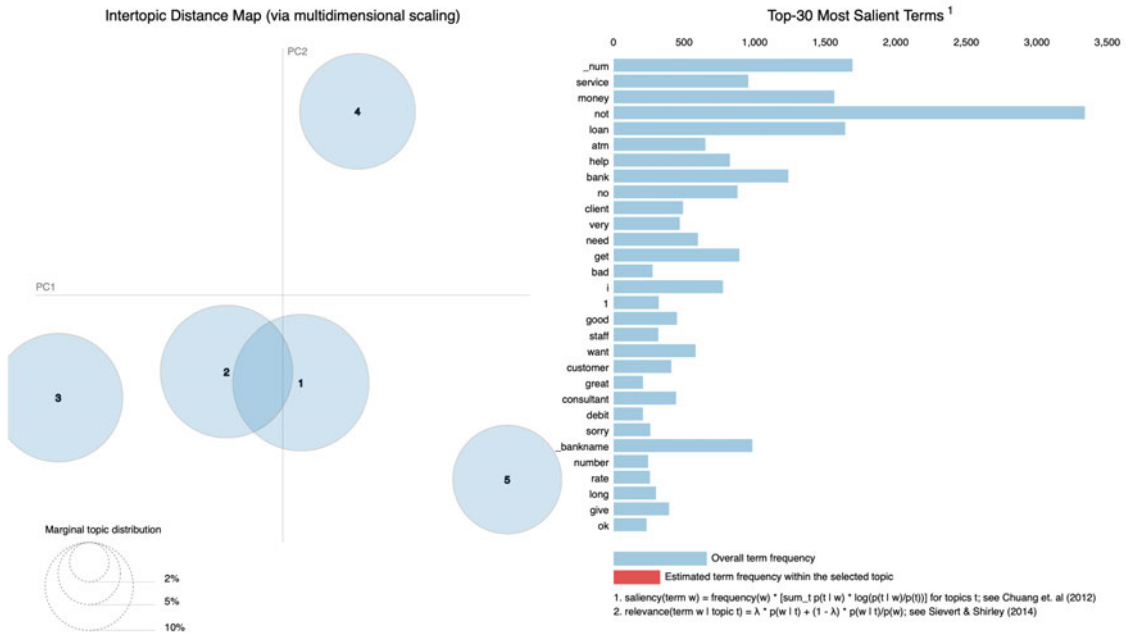 Intertopic Distance Map (via multidimensional scaling)
PC2
4
PC1
2
1
3
5
Marginal topic distribution
2%
5%
10%
Top-30 Most Salient Terms 1
0 500 1,000 1,500 2,000 2,500 3,000 3,500
_num
service
money
not
loan
atm
help
bank
no
client
very
need
get
bad
i
1
good
staff
want
customer
great
consultant
debit
sorry
_bankname
number
rate
long
give
ok
Overall term frequency
Estimated term frequency within the selected topic
1. saliency(term w) = frequency(w) * [sum_t p(t | w) * log(p(t | w)/p(t))] for topics t; see Chuang et. al (2012)
2. relevance(term w | topic t) = λ * p(w | t) + (1 - λ) * p(w | t)/p(w); see Sievert & Shirley (2014)